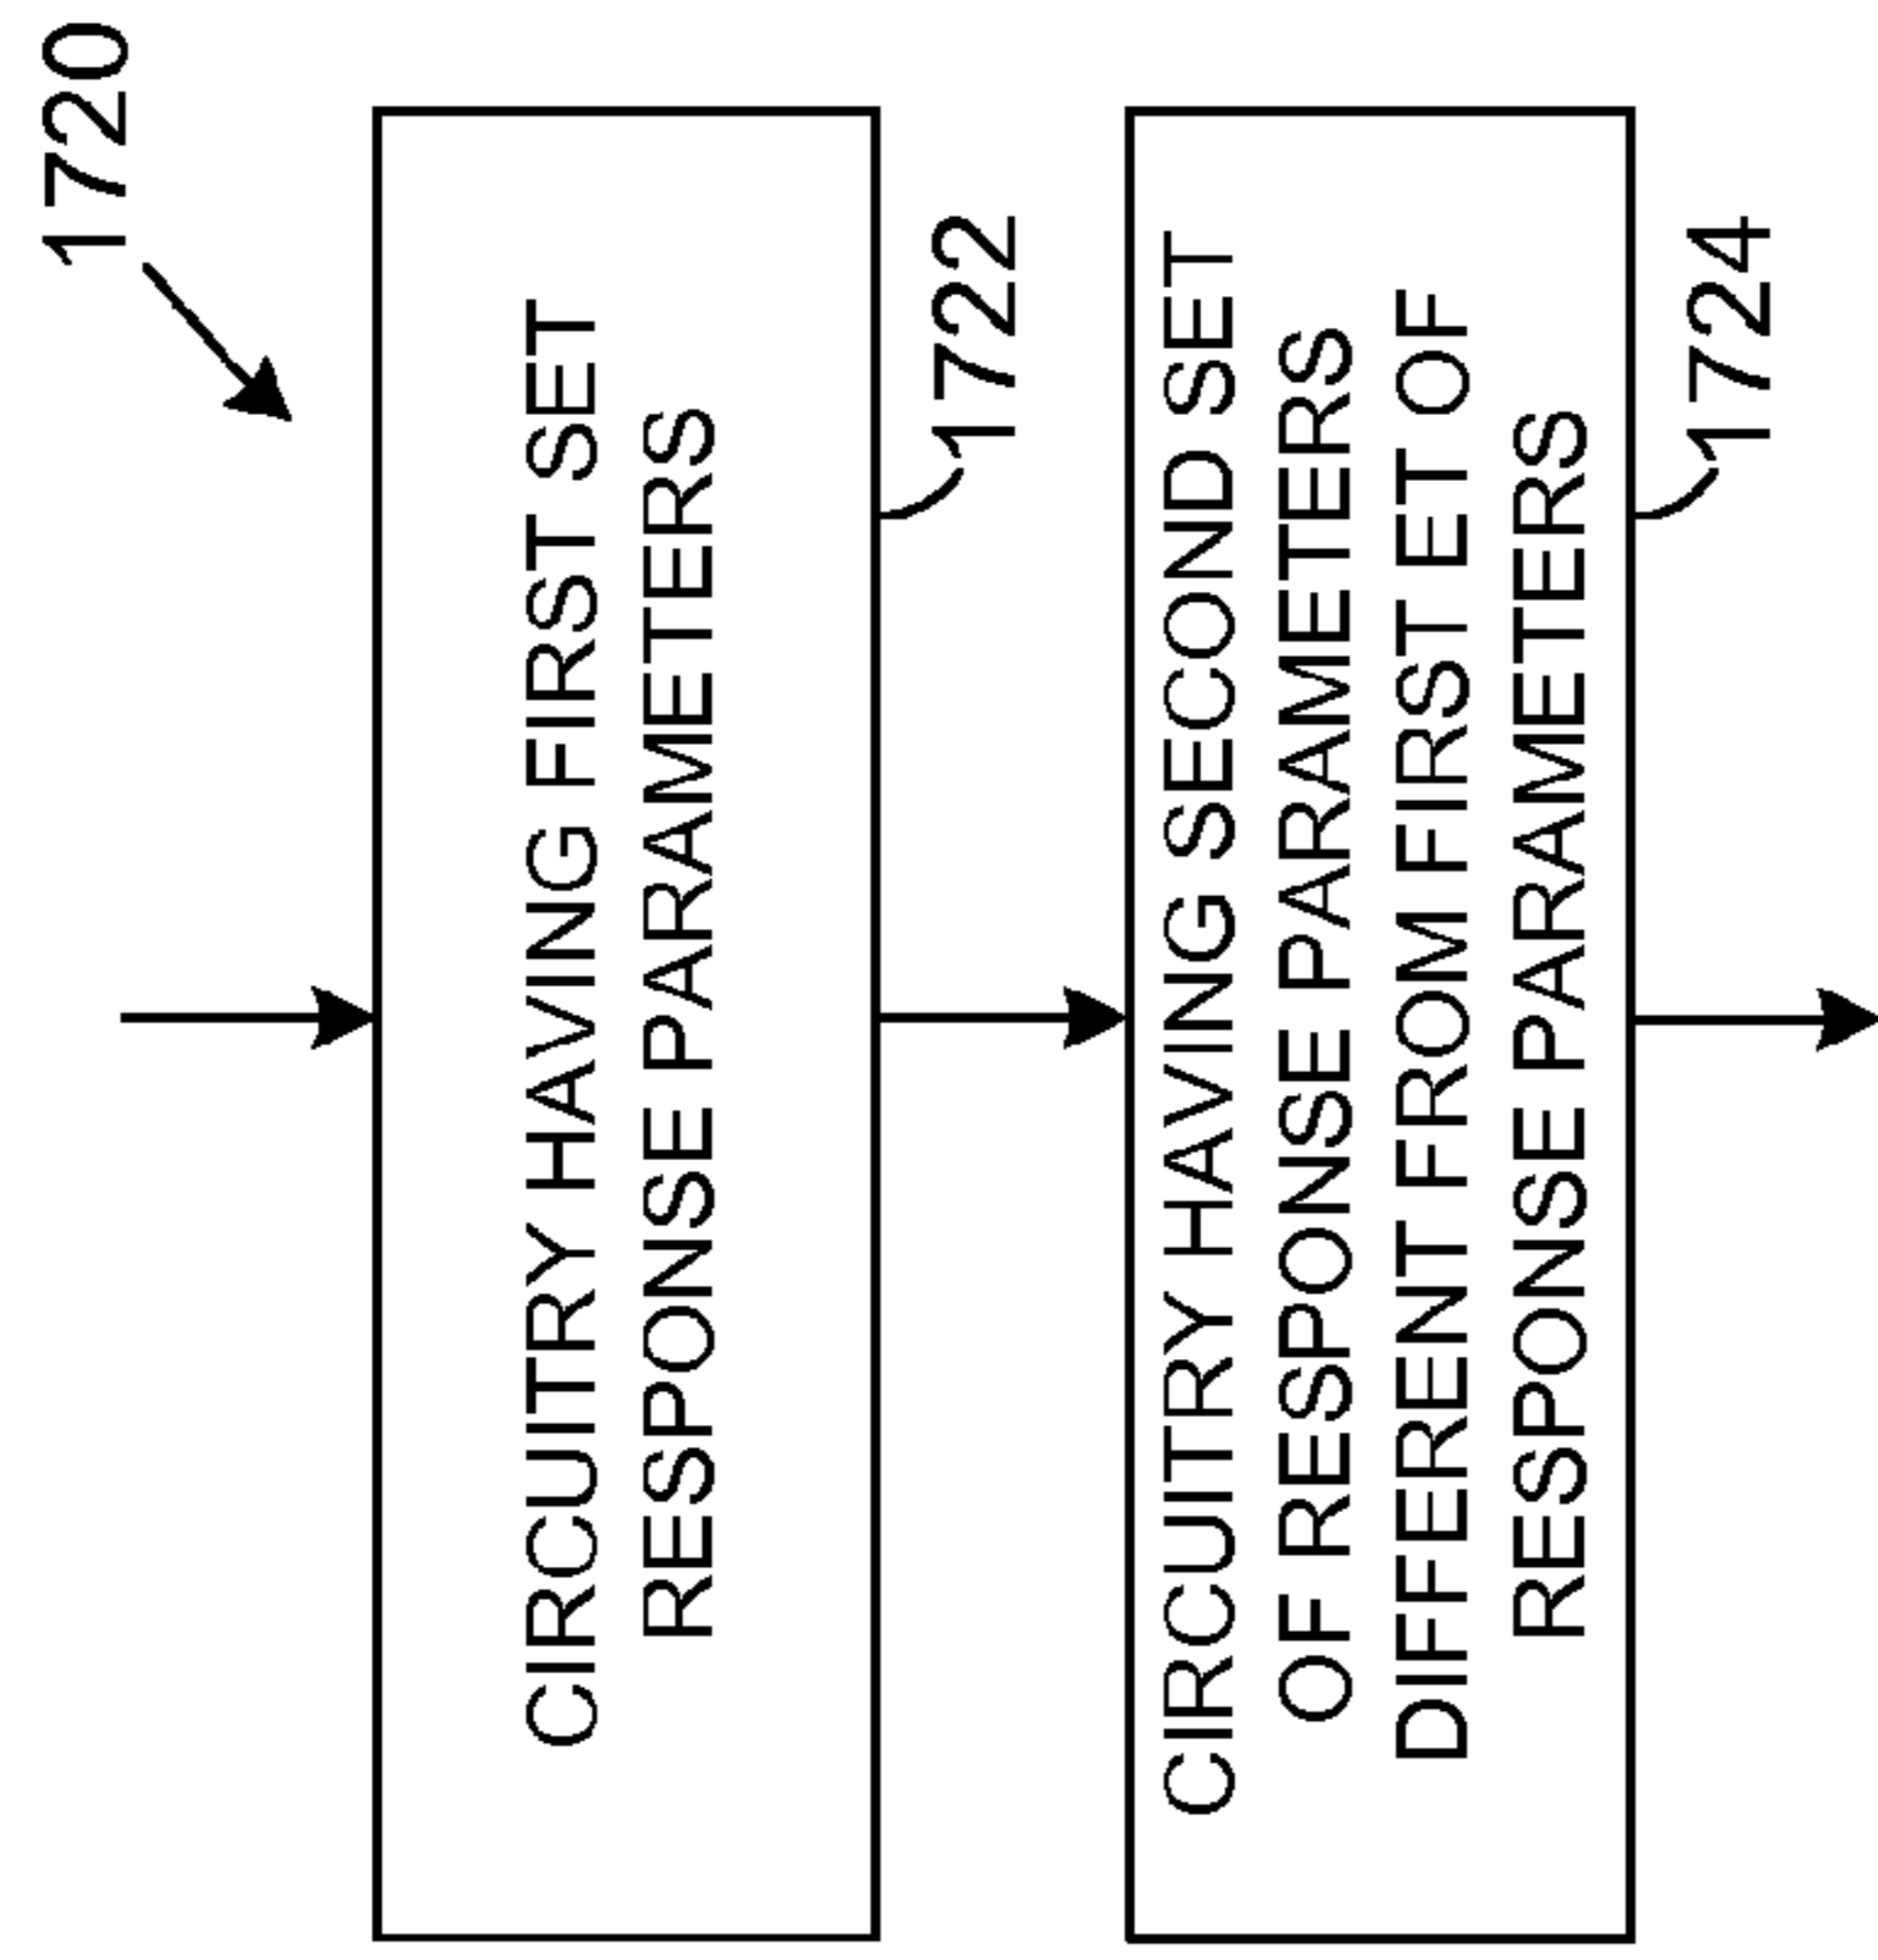 1720
CIRCUITRY HAVING FIRST SET
RESPONSE PARAMETERS
1722
CIRCUITRY HAVING SECOND SET
OF RESPONSE PARAMETERS
DIFFERENT FROM FIRST ET OF
RESPONSE PARAMETERS
1724